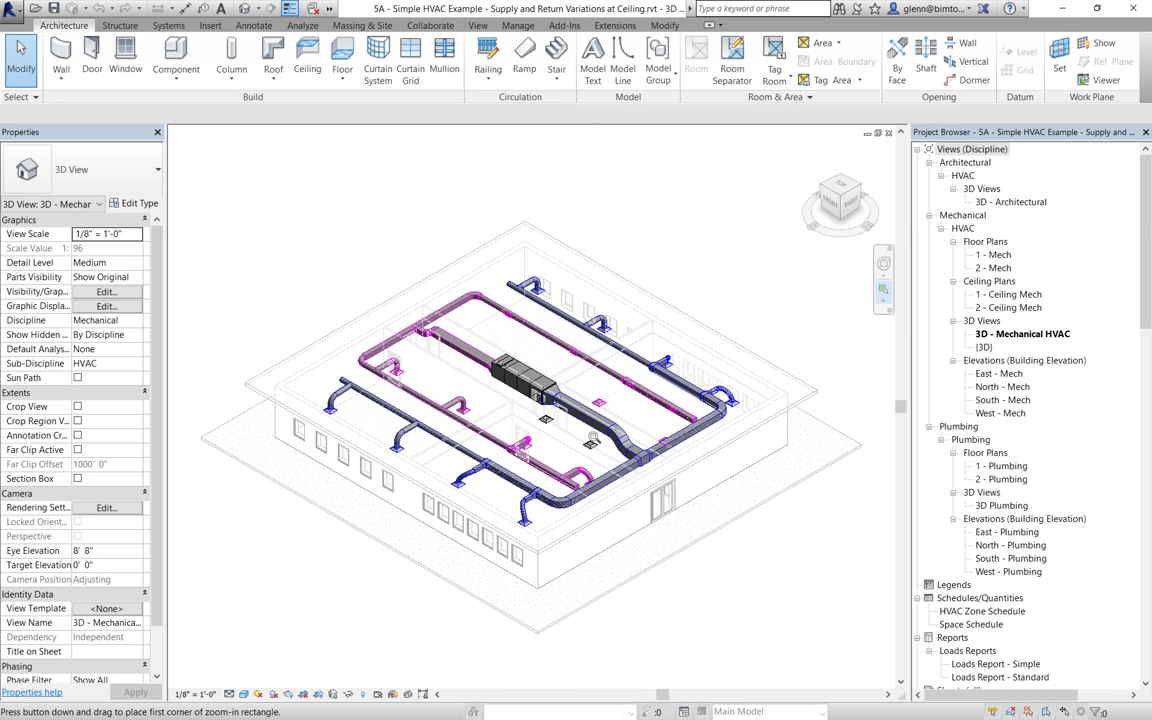 5A - Simple HVAC Example - Supply and Return Variations at Ceiling.rvt - 3D ...
Type a keyword or phrase
glenn@bimto...
Architecture Structure Systems Insert Annotate Analyze Massing & Site Collaborate View Manage Add-Ins Extensions Modify
Modify
Wall
Door
Window
Component
Column
Roof
Ceiling
Floor
Curtain System
Curtain Grid
Mullion
Railing
Ramp
Stair
Model Text
Model Line
Model Group
Room
Room Separator
Tag Room
Area
Area Boundary
Tag Area
By Face
Shaft
Wall
Vertical
Dormer
Level
Grid
Set
Show
Ref Plane
Viewer
Select
Build
Circulation
Model
Room & Area
Opening
Datum
Work Plane
Properties
3D View
3D View: 3D - Mechar
Edit Type
Graphics
View Scale 1/8" = 1'-0"
Scale Value 1: 96
Detail Level Medium
Parts Visibility Show Original
Visibility/Grap... Edit...
Graphic Displa... Edit...
Discipline Mechanical
Show Hidden ... By Discipline
Default Analys... None
Sub-Discipline HVAC
Sun Path
Extents
Crop View
Crop Region V...
Annotation Cr...
Far Clip Active
Far Clip Offset 1000' 0"
Section Box
Camera
Rendering Sett... Edit...
Locked Orient...
Perspective
Eye Elevation 8' 8"
Target Elevation 0' 0"
Camera Position Adjusting
Identity Data
View Template <None>
View Name 3D - Mechanica...
Dependency Independent
Title on Sheet
Phasing
Phase Filter Show All
Properties help
Apply
TOP
FRONT
RIGHT
Project Browser - 5A - Simple HVAC Example - Supply and ...
Views (Discipline)
Architectural
HVAC
3D Views
3D - Architectural
Mechanical
HVAC
Floor Plans
1 - Mech
2 - Mech
Ceiling Plans
1 - Ceiling Mech
2 - Ceiling Mech
3D Views
3D - Mechanical HVAC
{3D}
Elevations (Building Elevation)
East - Mech
North - Mech
South - Mech
West - Mech
Plumbing
Plumbing
Floor Plans
1 - Plumbing
2 - Plumbing
3D Views
3D Plumbing
Elevations (Building Elevation)
East - Plumbing
North - Plumbing
South - Plumbing
West - Plumbing
Legends
Schedules/Quantities
HVAC Zone Schedule
Space Schedule
Reports
Loads Reports
Loads Report - Simple
Loads Report - Standard
1/8" = 1'-0"
Press button down and drag to place first corner of zoom-in rectangle.
:0
Main Model
:0